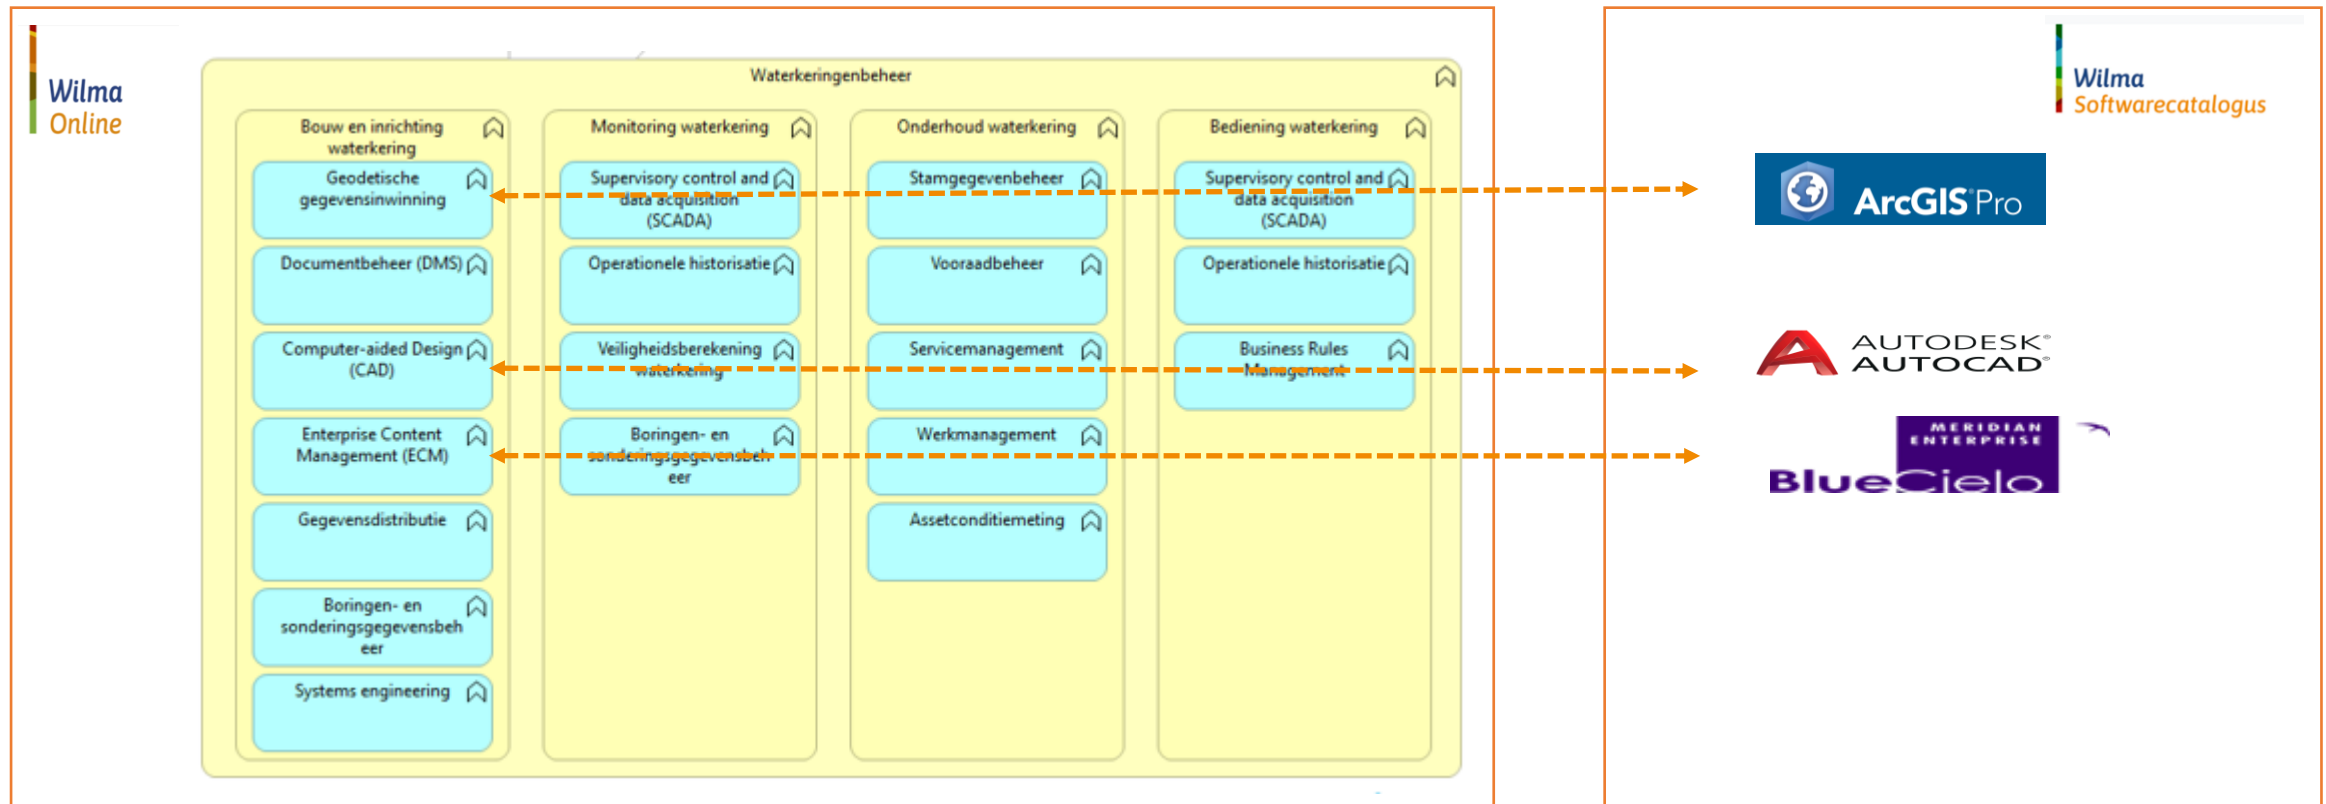 Wilma
Online
Waterkeringenbeheer
Bouw en inrichting
waterkering
Geodetische
gegevensinwinning
Documentbeheer (DMS)
Computer-aided Design
(CAD)
Enterprise Content
Management (ECM)
Gegevensdistributie
Boringen- en
sonderingsgegevensbeh
eer
Systems engineering
Monitoring waterkering
Supervisory control and
data acquisition
(SCADA)
Operationele historisatie
Veiligheidsberekening
waterkering
Boringen- en
sonderingsgegevensbeh
eer
Onderhoud waterkering
Stamgegevenbeheer
Vooraadbeheer
Servicemanagement
Werkmanagement
Assetconditiemeting
Bediening waterkering
Supervisory control and
data acquisition
(SCADA)
Operationele historisatie
Business Rules
Management
Wilma
Softwarecatalogus
ArcGIS Pro
AUTODESK®
AUTOCAD®
MERIDIAN
ENTERPRISE
BlueCielo